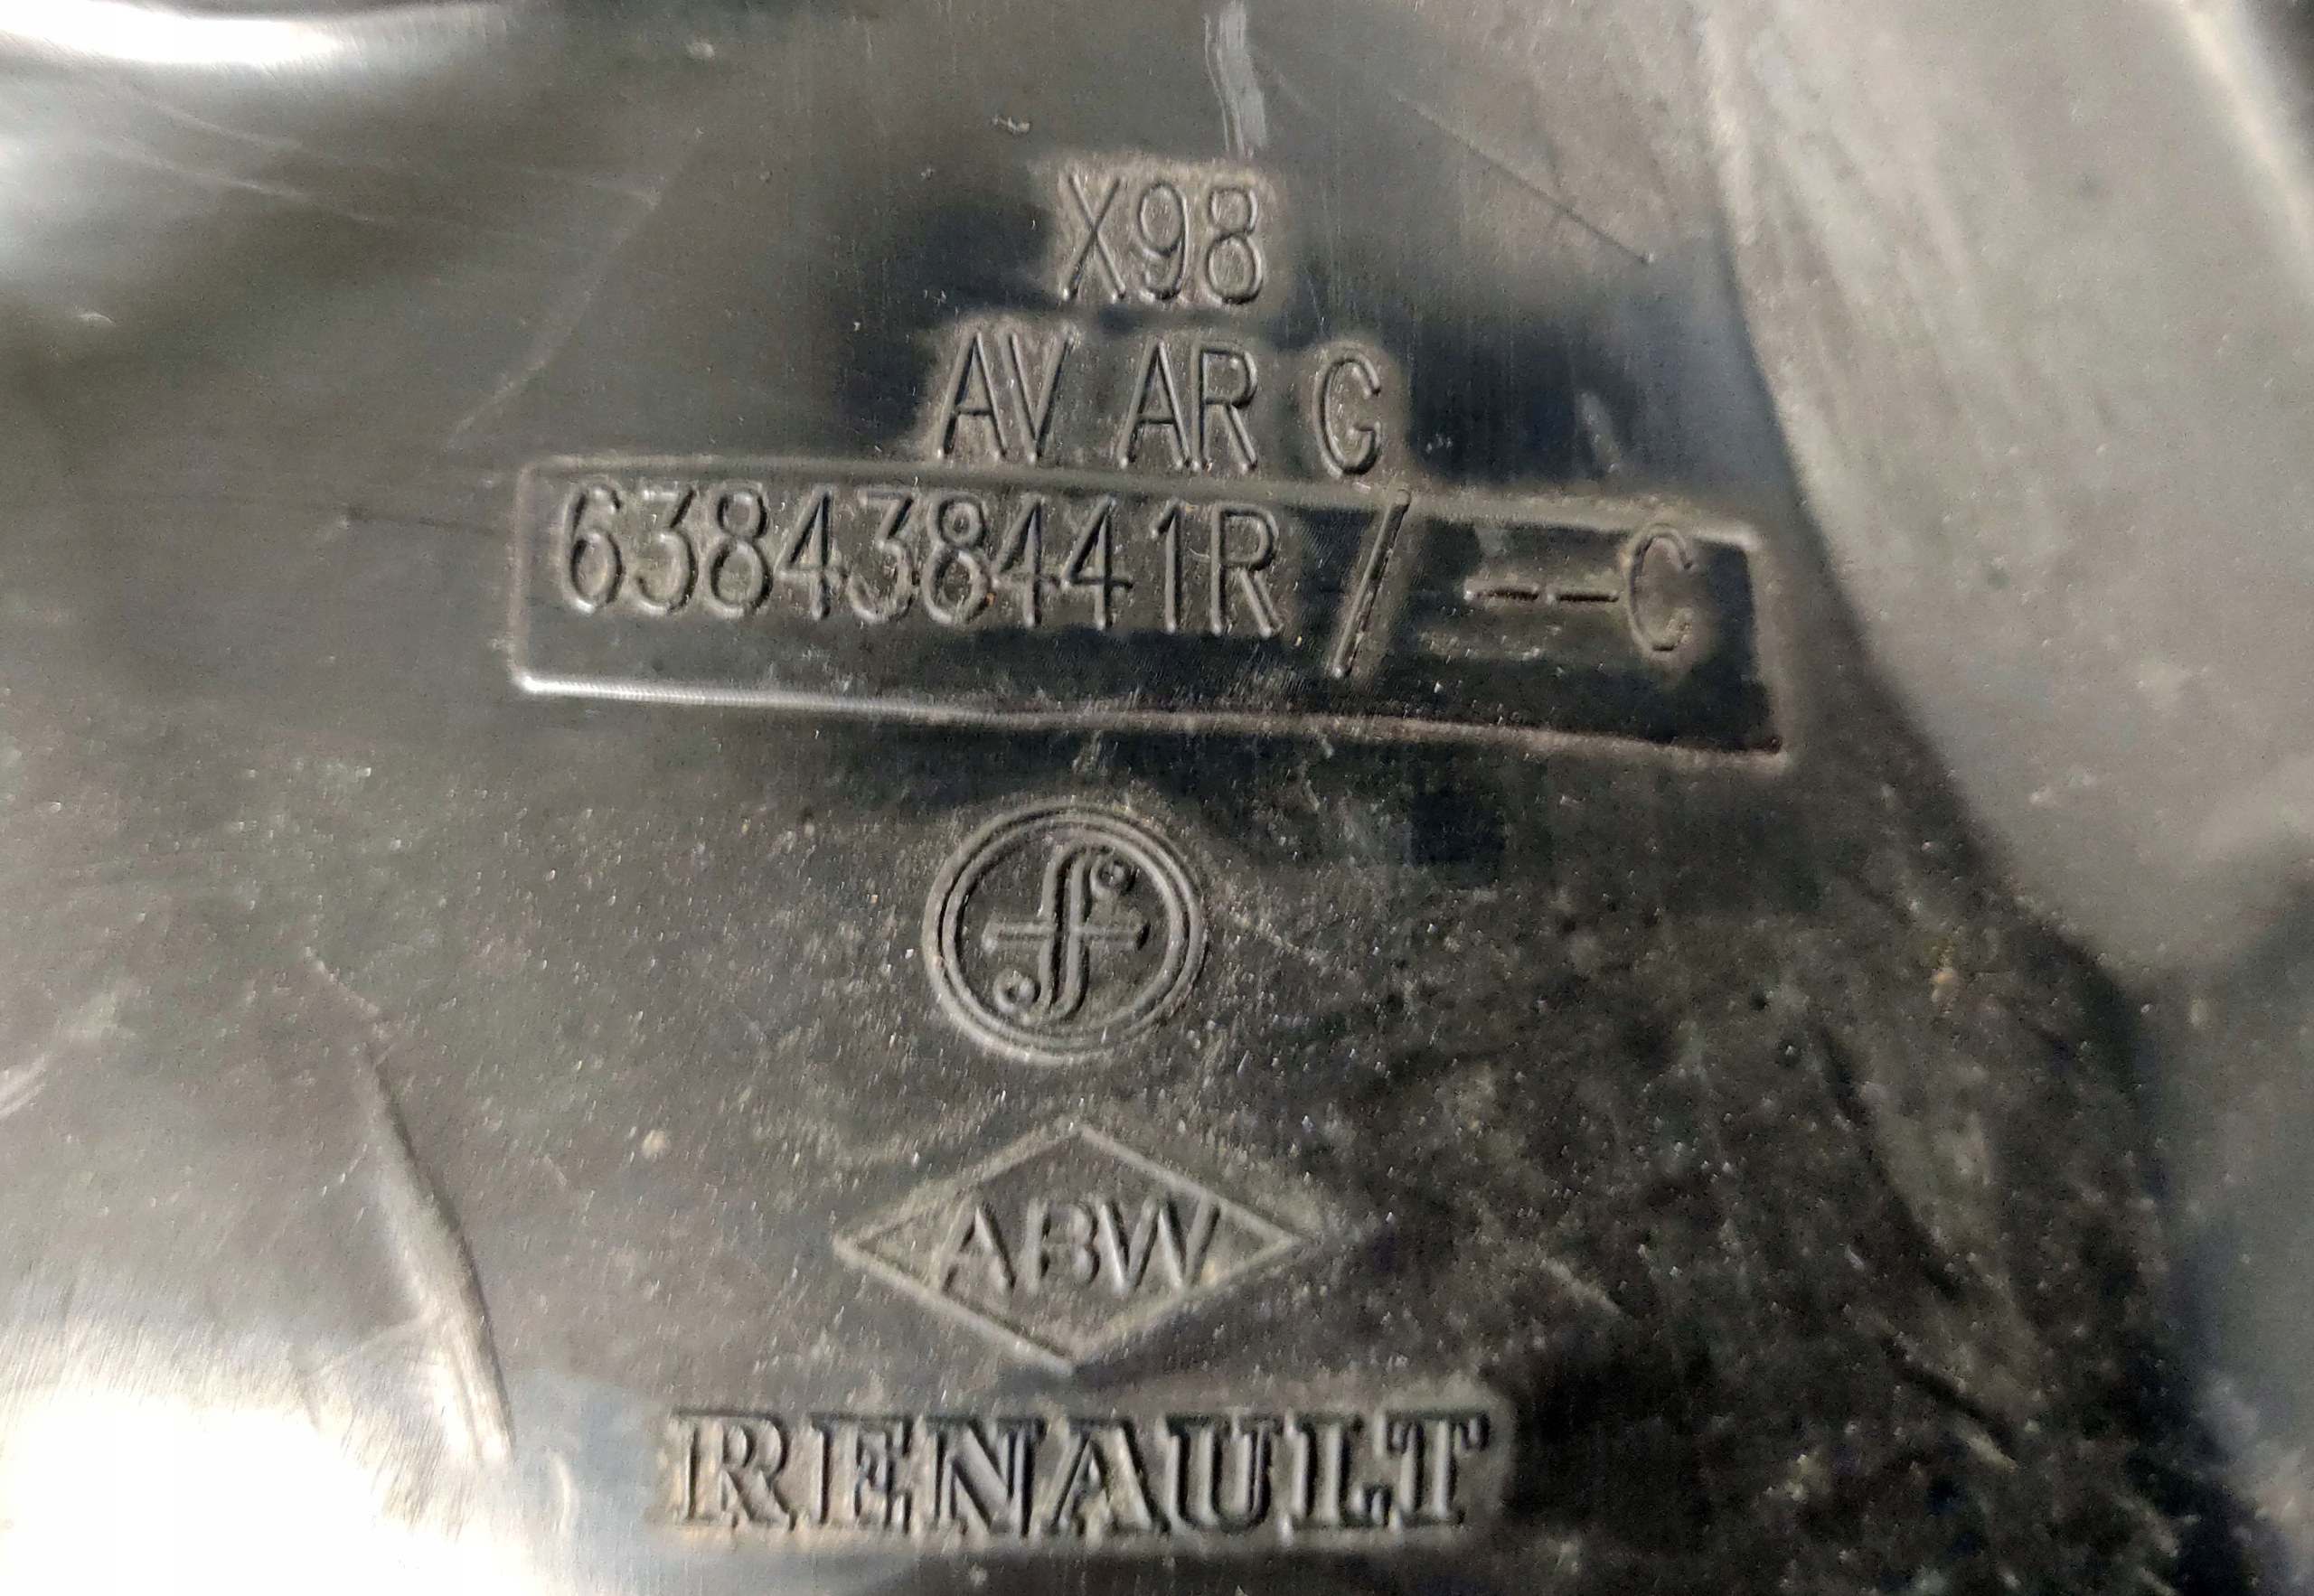 X98
AV AR G
638438441R / --C
ABW
RENAULT